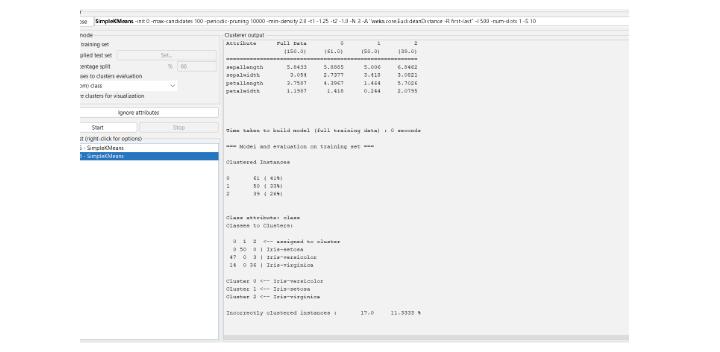 ose SimpleKMeans -init 0 -max-candidates 100 -periodic-pruning 10000 -min-density 2.0 -t1 -1.25 -t2 -1.0 -N 3 -A "weka.core.EuclideanDistance -R first-last" -I 500 -num-slots 1 -S 10
mode
training set
plied test set Set...
centage split % 66
ses to clusters evaluation
om) class
re clusters for visualization
Ignore attributes
Start Stop
st (right-click for options)
- SimpleKMeans
- SimpleKMeans
Clusterer output
Attribute Full Data 0 1 2
(150.0) (61.0) (50.0) (39.0)
sepallength 5.8433 5.8885 5.006 6.8462
sepalwidth 3.054 2.7377 3.418 3.0821
petallength 3.7587 4.3967 1.464 5.7026
petalwidth 1.1987 1.418 0.244 2.0795
Time taken to build model (full training data) : 0 seconds
=== Model and evaluation on training set ===
Clustered Instances
0 61 ( 41%)
1 50 ( 33%)
2 39 ( 26%)
Class attribute: class
Classes to Clusters:
0 1 2 <-- assigned to cluster
0 50 0 | Iris-setosa
47 0 3 | Iris-versicolor
14 0 36 | Iris-virginica
Cluster 0 <-- Iris-versicolor
Cluster 1 <-- Iris-setosa
Cluster 2 <-- Iris-virginica
Incorrectly clustered instances : 17.0 11.3333 %